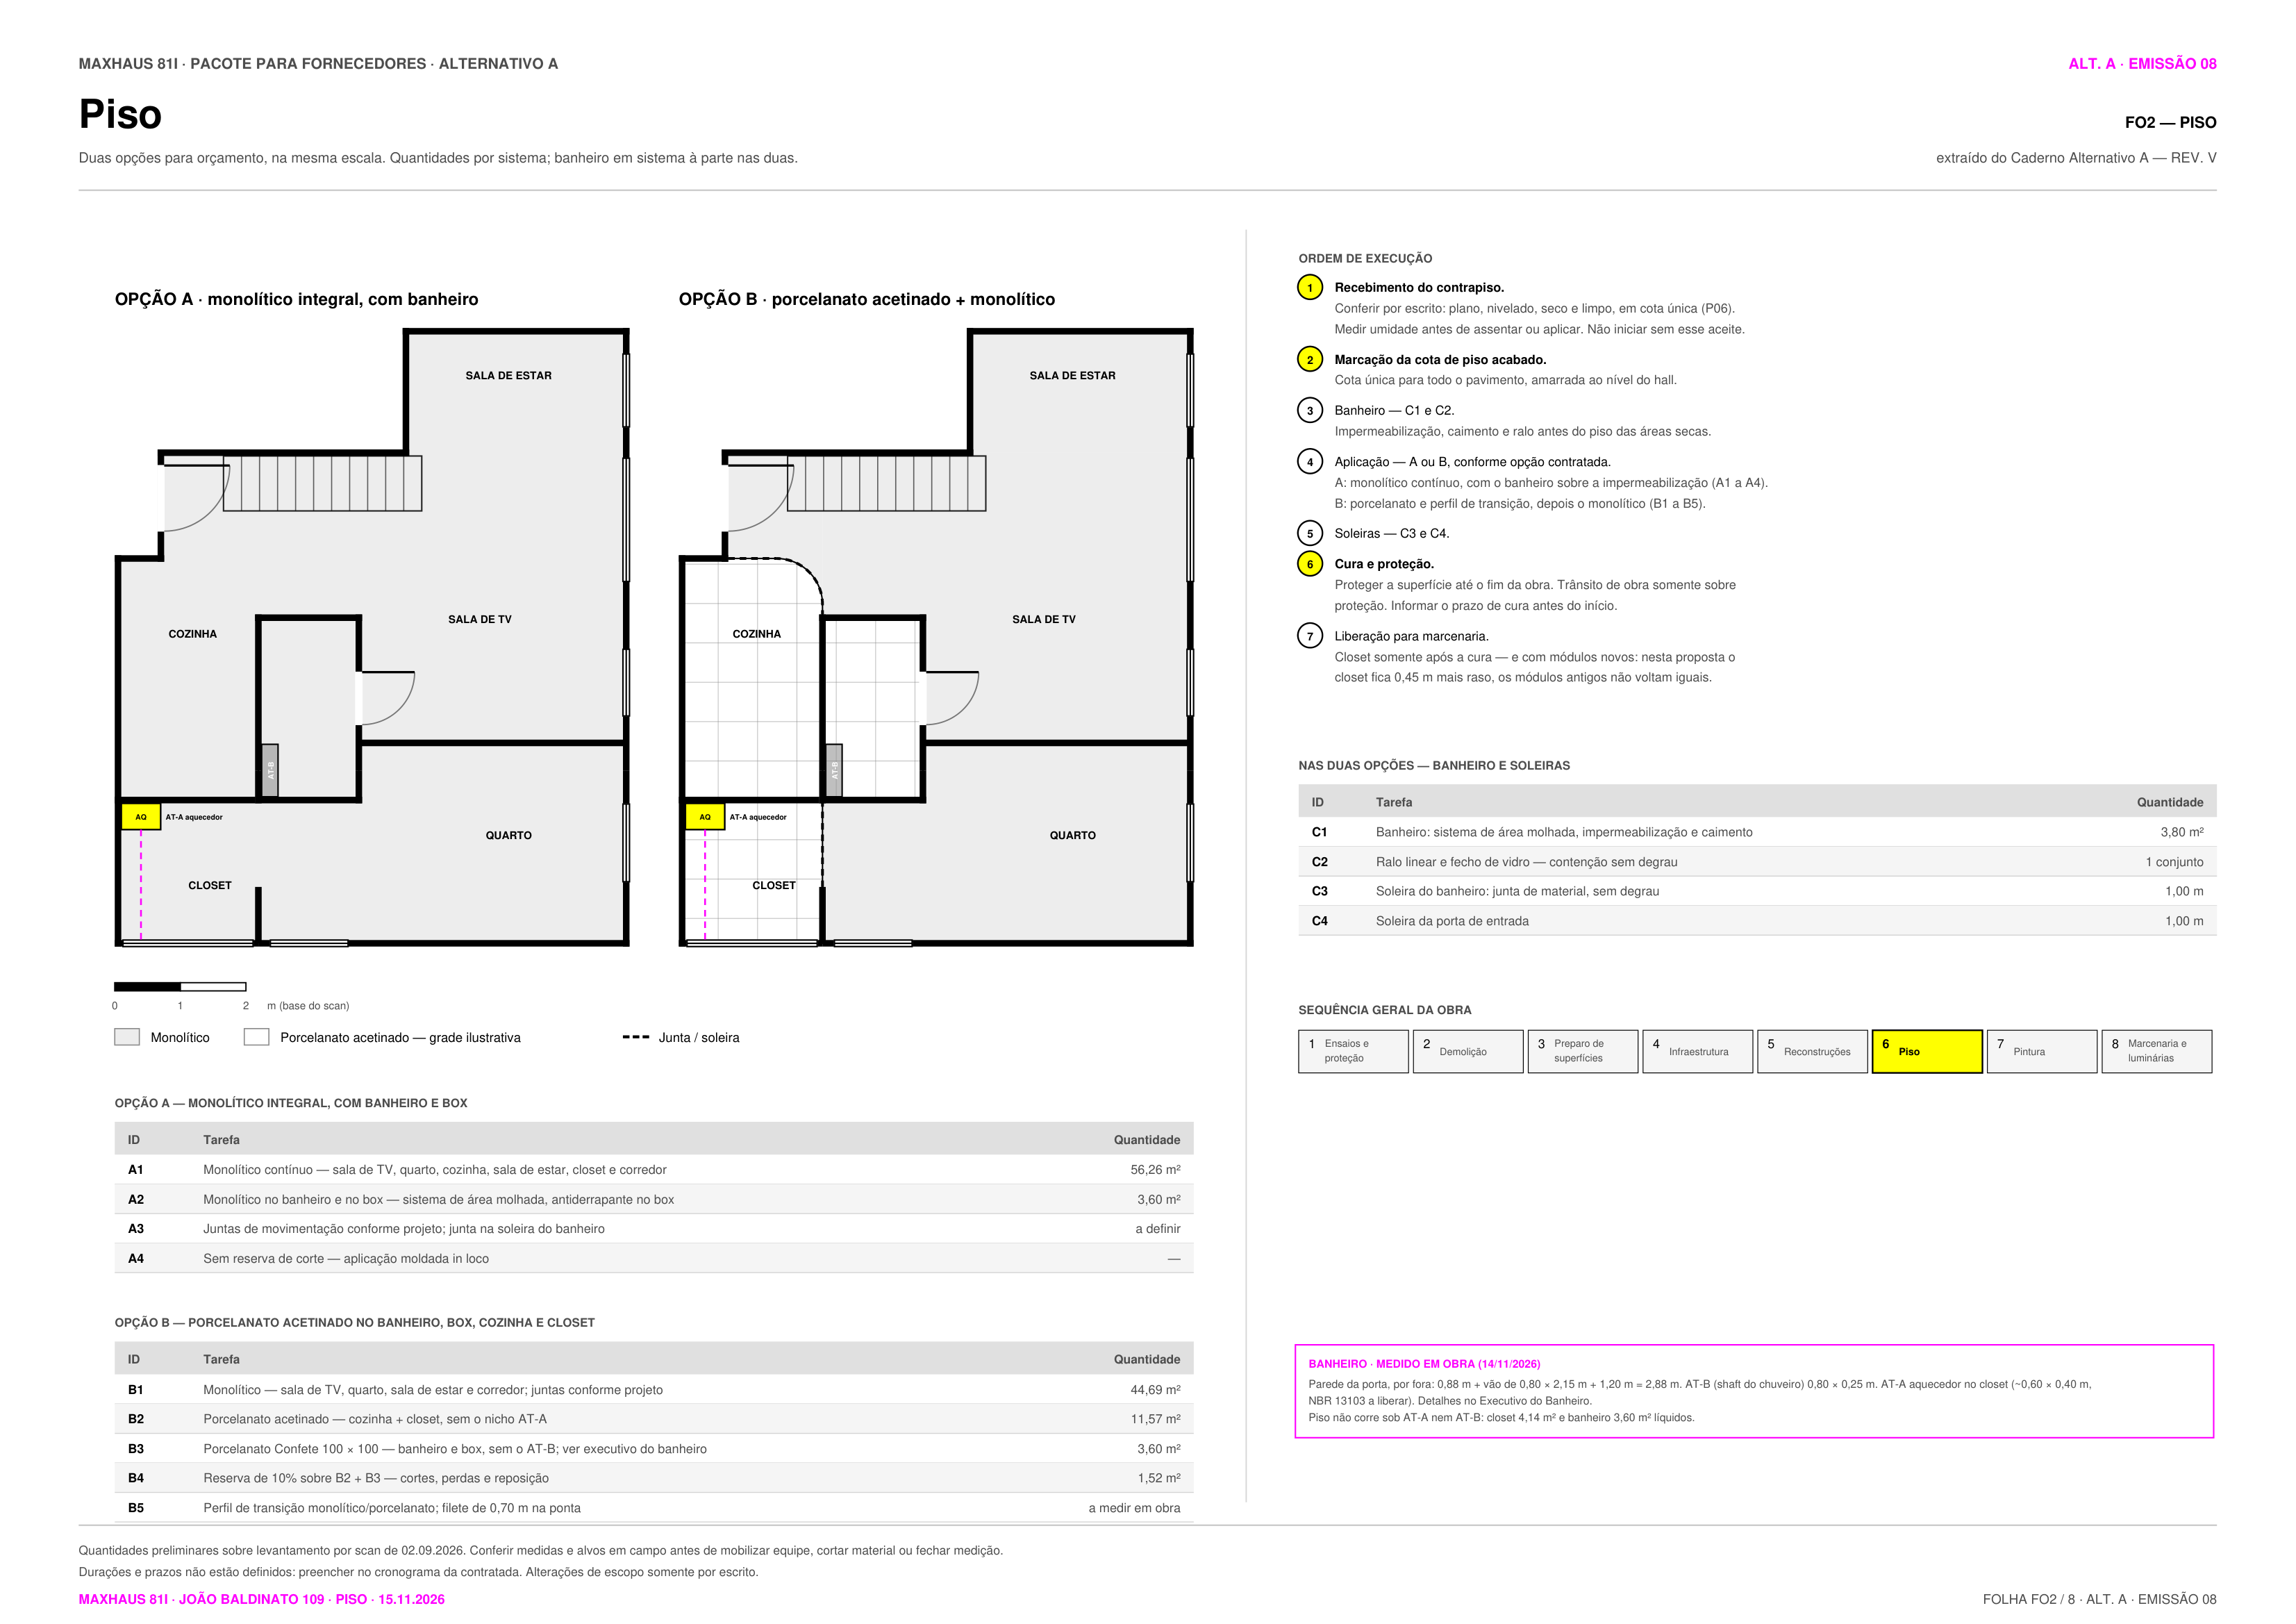 MAXHAUS 81I · PACOTE PARA FORNECEDORES · ALTERNATIVO A
ALT. A · EMISSÃO 08
Piso
FO2 — PISO
Duas opções para orçamento, na mesma escala. Quantidades por sistema; banheiro em sistema à parte nas duas.
extraído do Caderno Alternativo A — REV. V
OPÇÃO A · monolítico integral, com banheiro
SALA DE ESTAR
SALA DE TV
COZINHA
AT-B
AQ
AT-A aquecedor
QUARTO
CLOSET
OPÇÃO B · porcelanato acetinado + monolítico
SALA DE ESTAR
SALA DE TV
COZINHA
AT-B
AQ
AT-A aquecedor
QUARTO
CLOSET
0 1 2 m (base do scan)
Monolítico
Porcelanato acetinado — grade ilustrativa
Junta / soleira
OPÇÃO A — MONOLÍTICO INTEGRAL, COM BANHEIRO E BOX
ID Tarefa Quantidade
A1 Monolítico contínuo — sala de TV, quarto, cozinha, sala de estar, closet e corredor 56,26 m²
A2 Monolítico no banheiro e no box — sistema de área molhada, antiderrapante no box 3,60 m²
A3 Juntas de movimentação conforme projeto; junta na soleira do banheiro a definir
A4 Sem reserva de corte — aplicação moldada in loco —
OPÇÃO B — PORCELANATO ACETINADO NO BANHEIRO, BOX, COZINHA E CLOSET
ID Tarefa Quantidade
B1 Monolítico — sala de TV, quarto, sala de estar e corredor; juntas conforme projeto 44,69 m²
B2 Porcelanato acetinado — cozinha + closet, sem o nicho AT-A 11,57 m²
B3 Porcelanato Confete 100 × 100 — banheiro e box, sem o AT-B; ver executivo do banheiro 3,60 m²
B4 Reserva de 10% sobre B2 + B3 — cortes, perdas e reposição 1,52 m²
B5 Perfil de transição monolítico/porcelanato; filete de 0,70 m na ponta a medir em obra
ORDEM DE EXECUÇÃO
1 Recebimento do contrapiso.
Conferir por escrito: plano, nivelado, seco e limpo, em cota única (P06).
Medir umidade antes de assentar ou aplicar. Não iniciar sem esse aceite.
2 Marcação da cota de piso acabado.
Cota única para todo o pavimento, amarrada ao nível do hall.
3 Banheiro — C1 e C2.
Impermeabilização, caimento e ralo antes do piso das áreas secas.
4 Aplicação — A ou B, conforme opção contratada.
A: monolítico contínuo, com o banheiro sobre a impermeabilização (A1 a A4).
B: porcelanato e perfil de transição, depois o monolítico (B1 a B5).
5 Soleiras — C3 e C4.
6 Cura e proteção.
Proteger a superfície até o fim da obra. Trânsito de obra somente sobre
proteção. Informar o prazo de cura antes do início.
7 Liberação para marcenaria.
Closet somente após a cura — e com módulos novos: nesta proposta o
closet fica 0,45 m mais raso, os módulos antigos não voltam iguais.
NAS DUAS OPÇÕES — BANHEIRO E SOLEIRAS
ID Tarefa Quantidade
C1 Banheiro: sistema de área molhada, impermeabilização e caimento 3,80 m²
C2 Ralo linear e fecho de vidro — contenção sem degrau 1 conjunto
C3 Soleira do banheiro: junta de material, sem degrau 1,00 m
C4 Soleira da porta de entrada 1,00 m
SEQUÊNCIA GERAL DA OBRA
1 Ensaios e
proteção
2 Demolição
3 Preparo de
superfícies
4 Infraestrutura
5 Reconstruções
6 Piso
7 Pintura
8 Marcenaria e
luminárias
BANHEIRO · MEDIDO EM OBRA (14/11/2026)
Parede da porta, por fora: 0,88 m + vão de 0,80 × 2,15 m + 1,20 m = 2,88 m. AT-B (shaft do chuveiro) 0,80 × 0,25 m. AT-A aquecedor no closet (~0,60 × 0,40 m,
NBR 13103 a liberar). Detalhes no Executivo do Banheiro.
Piso não corre sob AT-A nem AT-B: closet 4,14 m² e banheiro 3,60 m² líquidos.
Quantidades preliminares sobre levantamento por scan de 02.09.2026. Conferir medidas e alvos em campo antes de mobilizar equipe, cortar material ou fechar medição.
Durações e prazos não estão definidos: preencher no cronograma da contratada. Alterações de escopo somente por escrito.
MAXHAUS 81I · JOÃO BALDINATO 109 · PISO · 15.11.2026
FOLHA FO2 / 8 · ALT. A · EMISSÃO 08